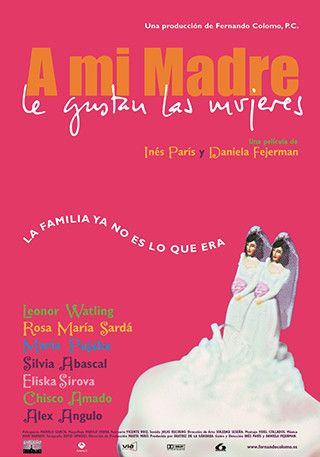 Una producción de Fernando Colomo, P.C.
A mi Madre
le gustan las mujeres
Una película de
Inés París y Daniela Fejerman
LA FAMILIA YA NO ES LO QUE ERA
Leonor Watling
Rosa María Sardá
María Pujalte
Silvia Abascal
Eliska Sirova
Chisco Amado
Alex Angulo
www.fernandocolomo.es